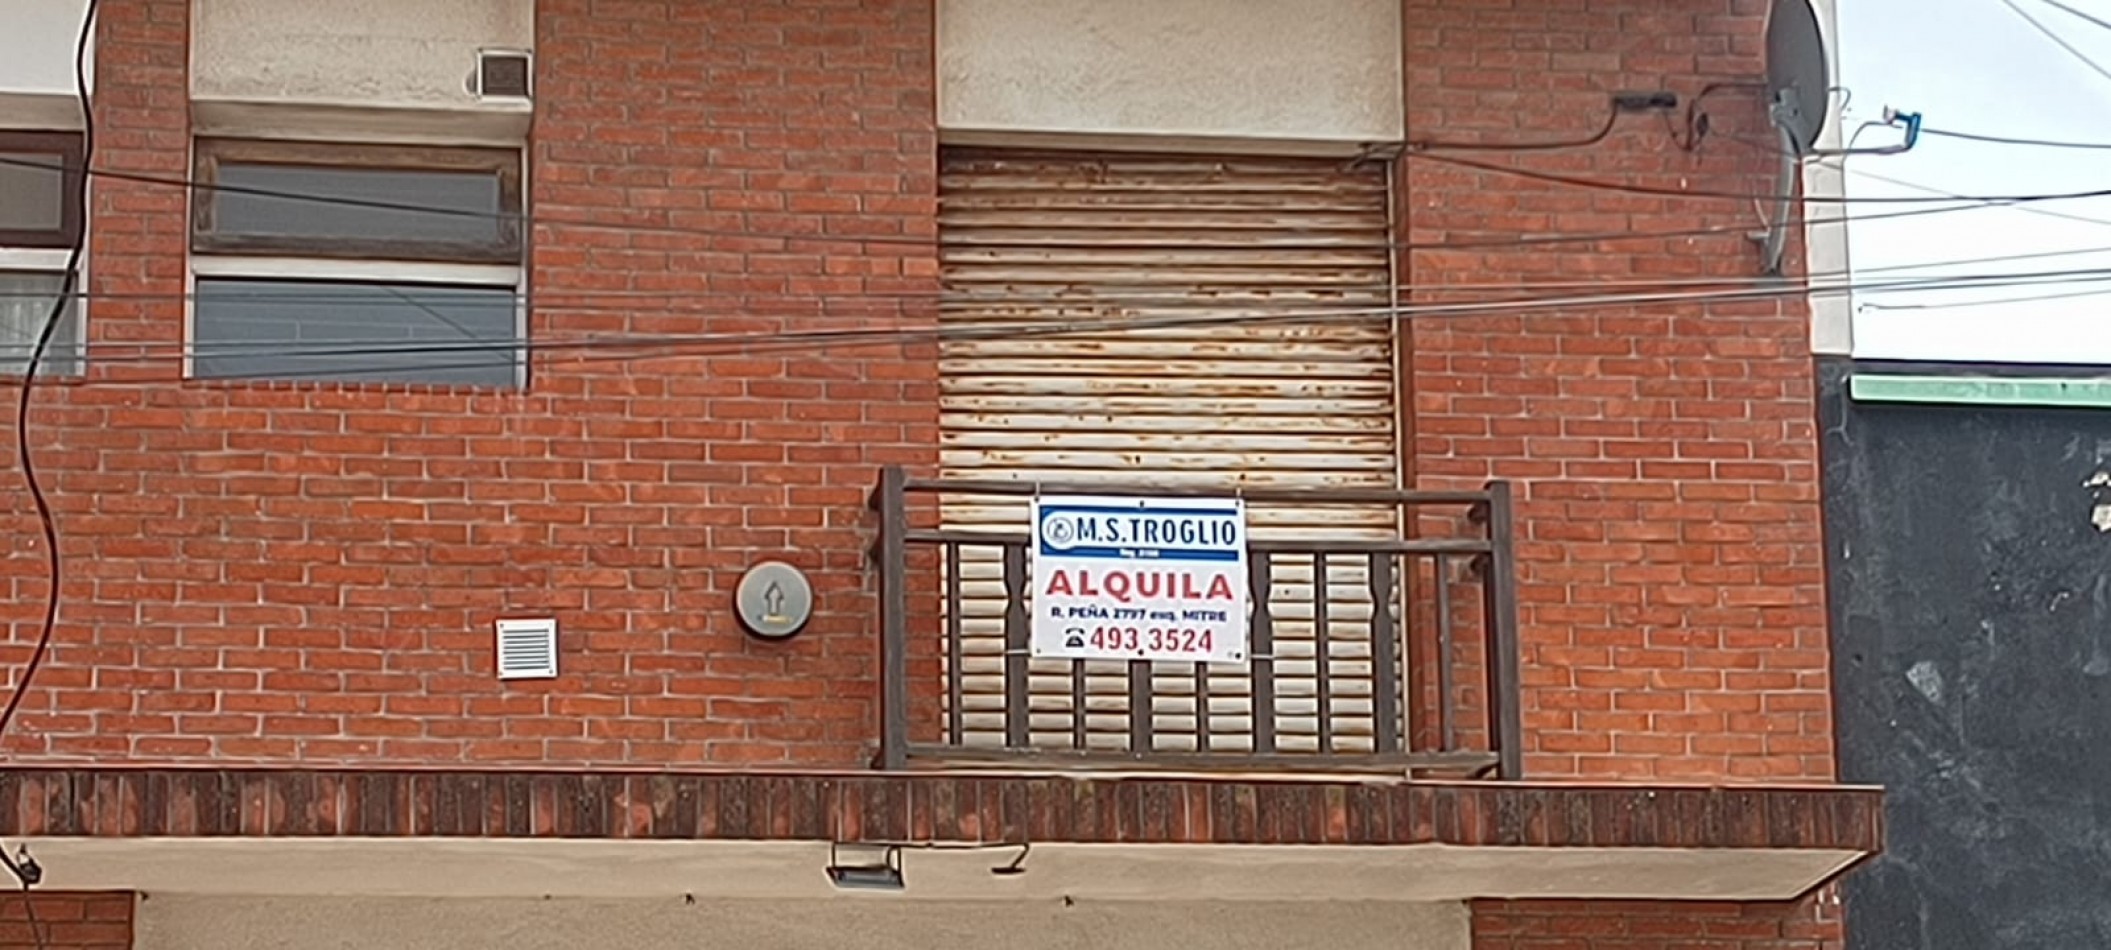 M.S.TROGLIO
ALQUILA
R. PEÑA 2797 esq. MITRE
493.3524